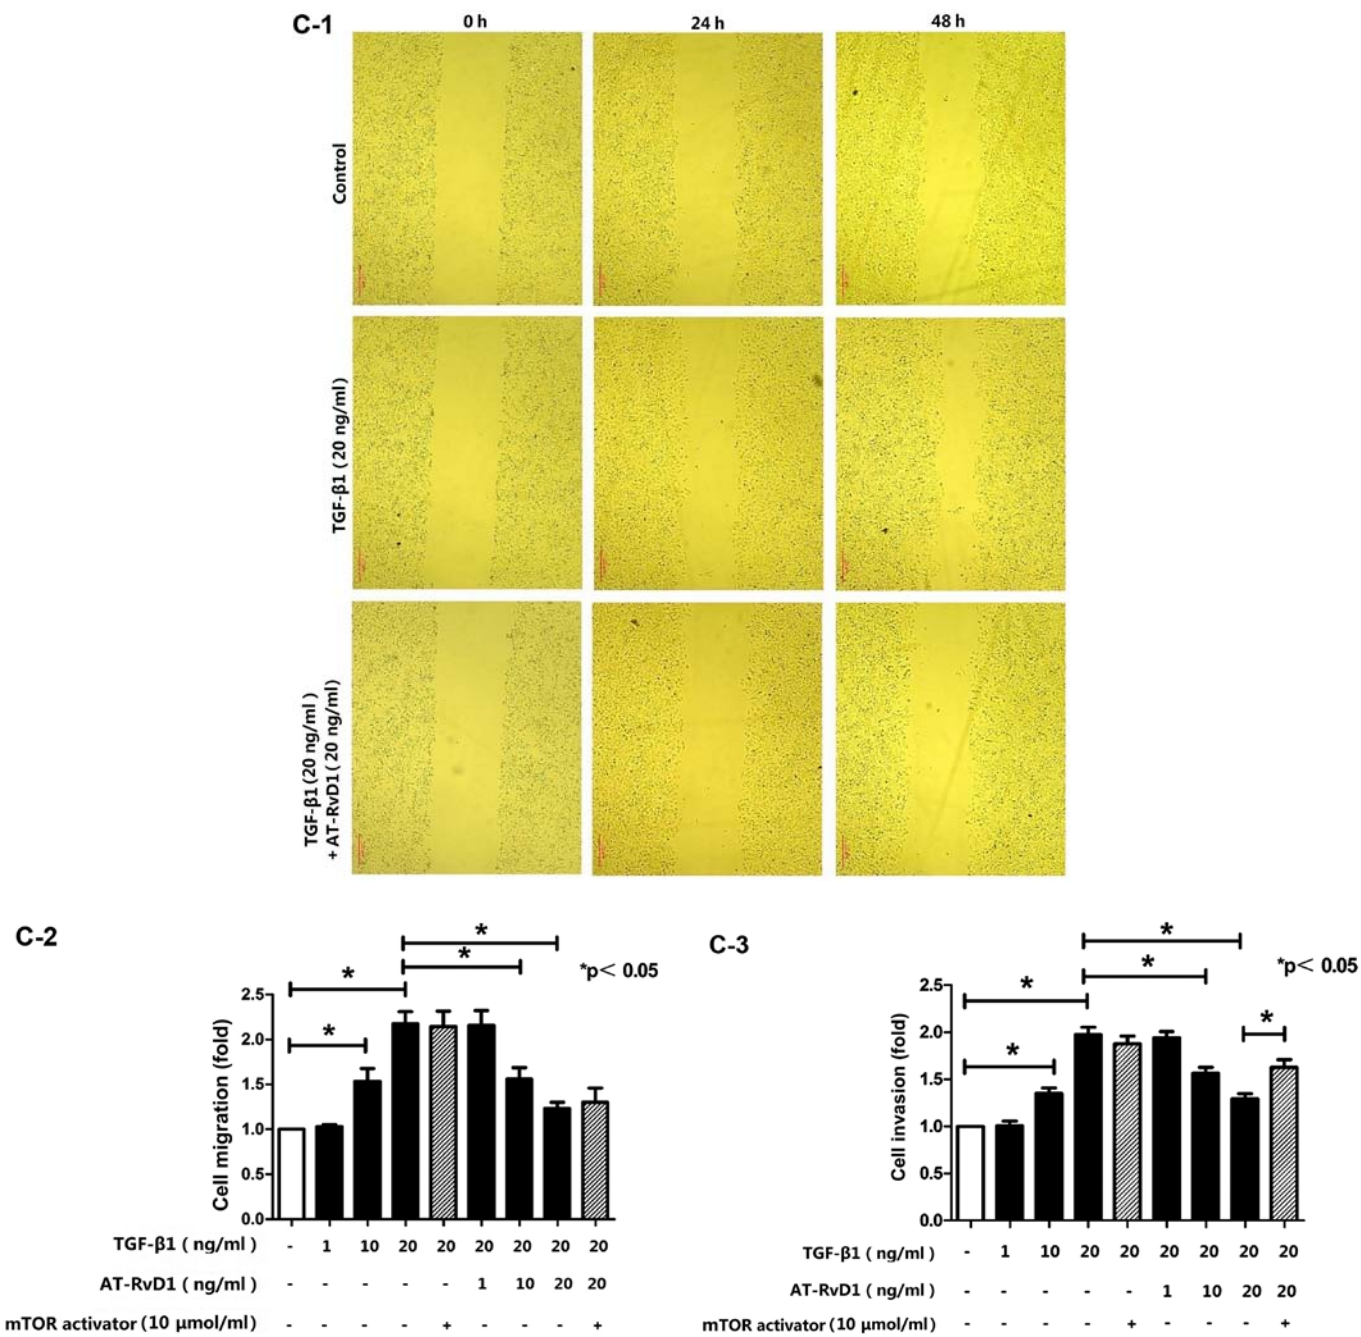 C-1
0 h
24 h
48 h
Control
TGF-β1 ( 20 ng/ml )
TGF-β1 (20 ng/ml )
+ AT-RvD1 ( 20 ng/ml)
C-2
*p< 0.05
*
*
*
*
Cell migration (fold)
2.5
2.0
1.5
1.0
0.5
0.0
TGF-β1 ( ng/ml ) - 1 10 20 20 20 20 20 20
AT-RvD1 ( ng/ml) - - - - - 1 10 20 20
mTOR activator (10 μmol/ml) - - - - + - - - +
C-3
*p< 0.05
*
*
*
*
*
Cell invasion (fold)
2.5
2.0
1.5
1.0
0.5
0.0
TGF-β1 ( ng/ml ) - 1 10 20 20 20 20 20 20
AT-RvD1 ( ng/ml) - - - - - 1 10 20 20
mTOR activator (10 μmol/ml) - - - - + - - - +